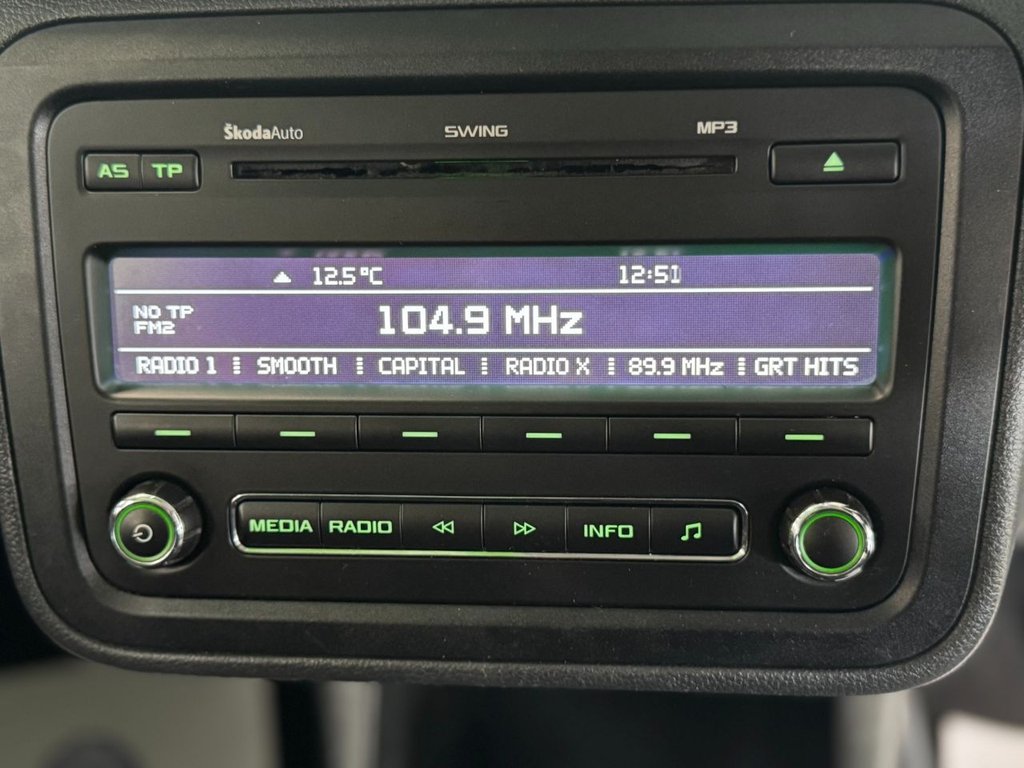 ŠkodaAuto SWING MP3
AS TP
12.5°C 12:51
NO TP
FM2
104.9 MHz
RADIO 1 SMOOTH CAPITAL RADIO X 89.9 MHz GRT HITS
MEDIA RADIO INFO